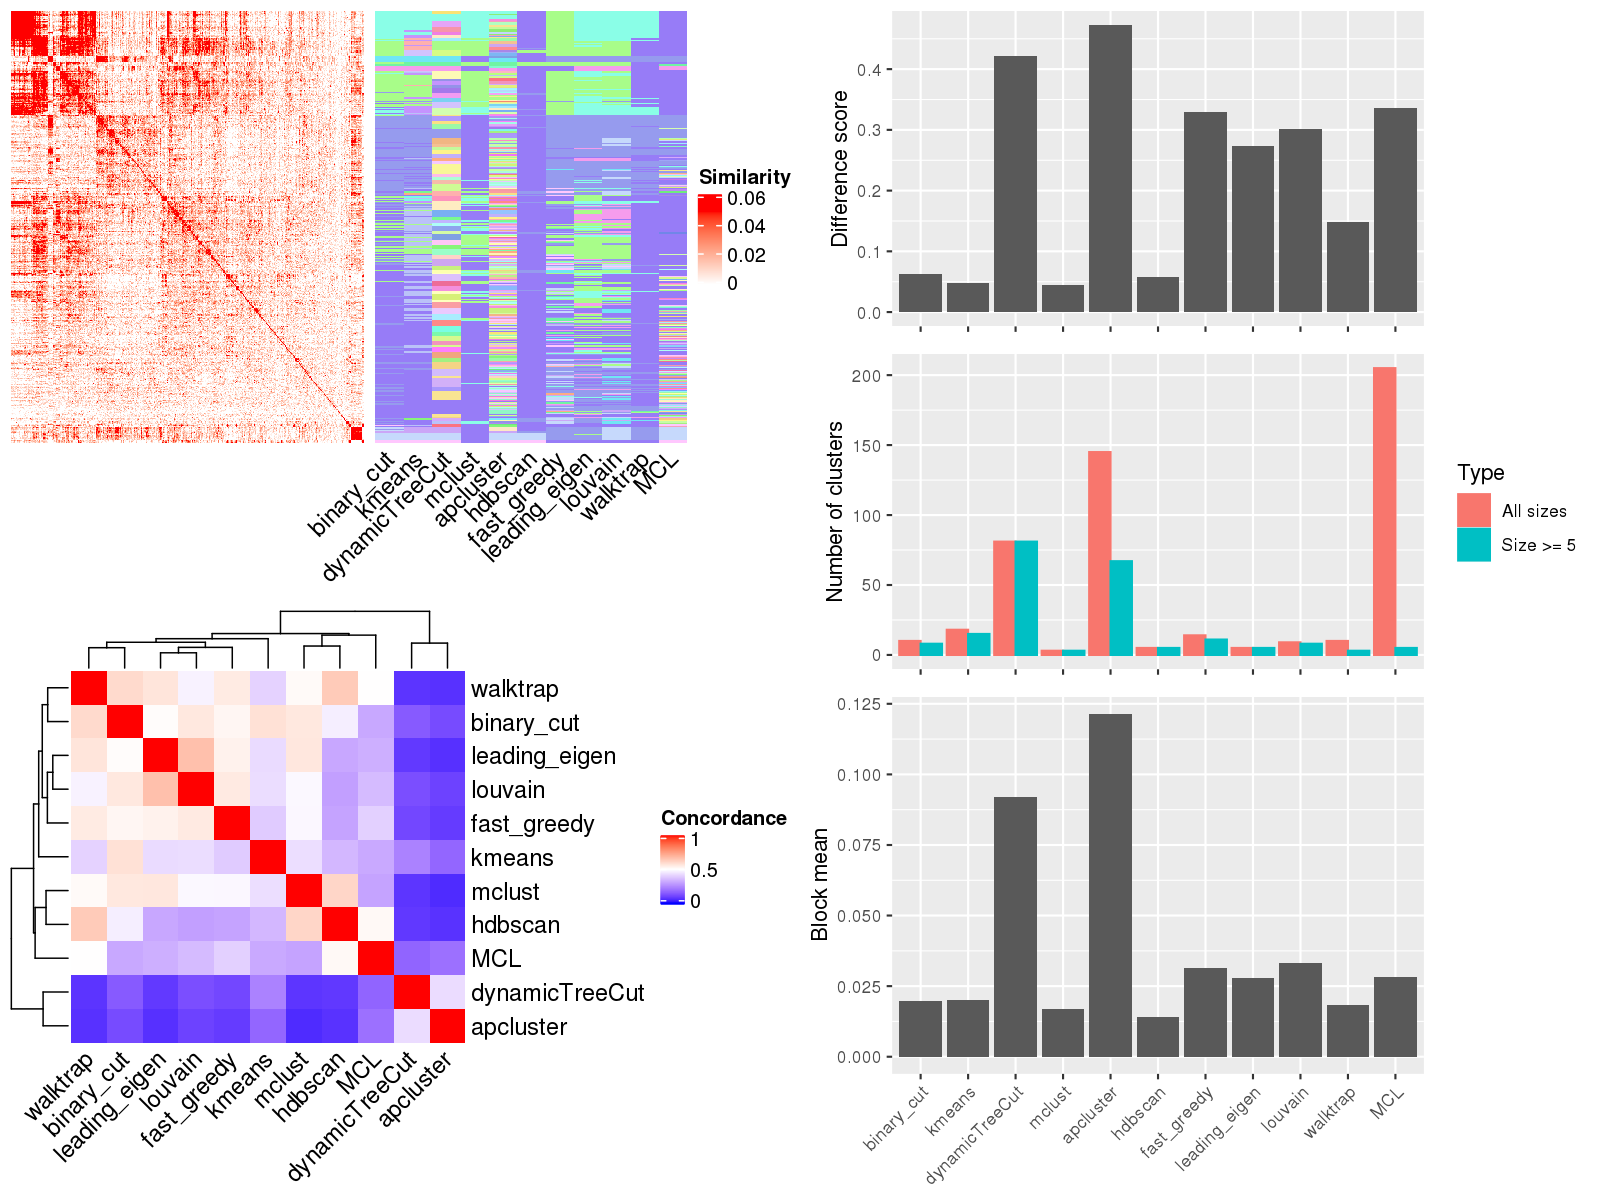 Similarity
0.06
0.04
0.02
0
binary_cut
kmeans
dynamicTreeCut
mclust
apcluster
hdbscan
fast_greedy
leading_eigen
louvain
walktrap
MCL
walktrap
binary_cut
leading_eigen
louvain
fast_greedy
kmeans
mclust
hdbscan
MCL
dynamicTreeCut
apcluster
Concordance
1
0.5
0
walktrap
binary_cut
leading_eigen
louvain
fast_greedy
kmeans
mclust
hdbscan
MCL
dynamicTreeCut
apcluster
Difference score
0.4
0.3
0.2
0.1
0.0
Number of clusters
200
150
100
50
0
Type
All sizes
Size >= 5
Block mean
0.125
0.100
0.075
0.050
0.025
0.000
binary_cut
kmeans
dynamicTreeCut
mclust
apcluster
hdbscan
fast_greedy
leading_eigen
louvain
walktrap
MCL